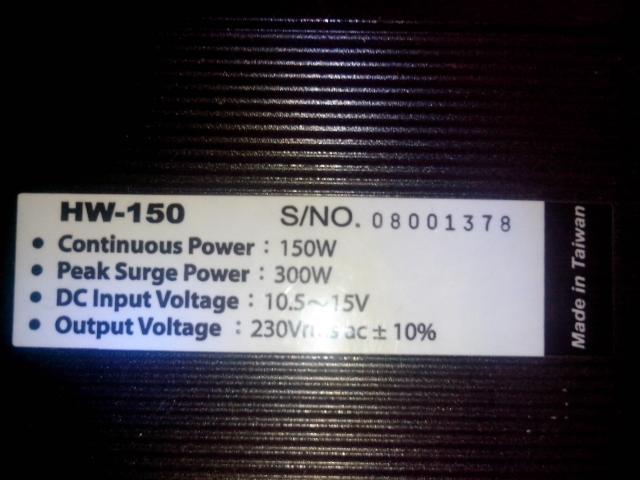 HW-150 S/NO. 08001378
• Continuous Power : 150W
• Peak Surge Power : 300W
• DC Input Voltage : 10.5~15V
• Output Voltage : 230Vrms ac ± 10%
Made in Taiwan